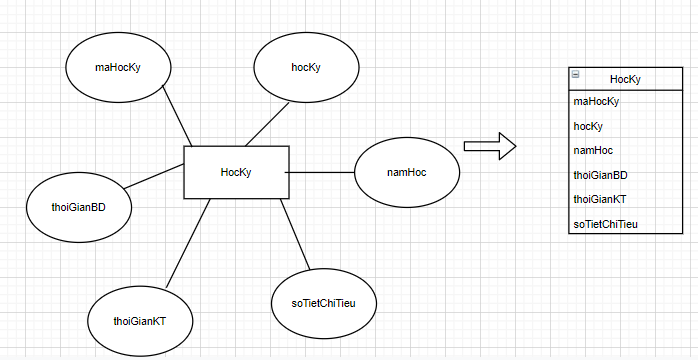 maHocKy
hocKy
HocKy
namHoc
thoiGianBD
soTietChiTieu
thoiGianKT
HocKy
maHocKy
hocKy
namHoc
thoiGianBD
thoiGianKT
soTietChiTieu